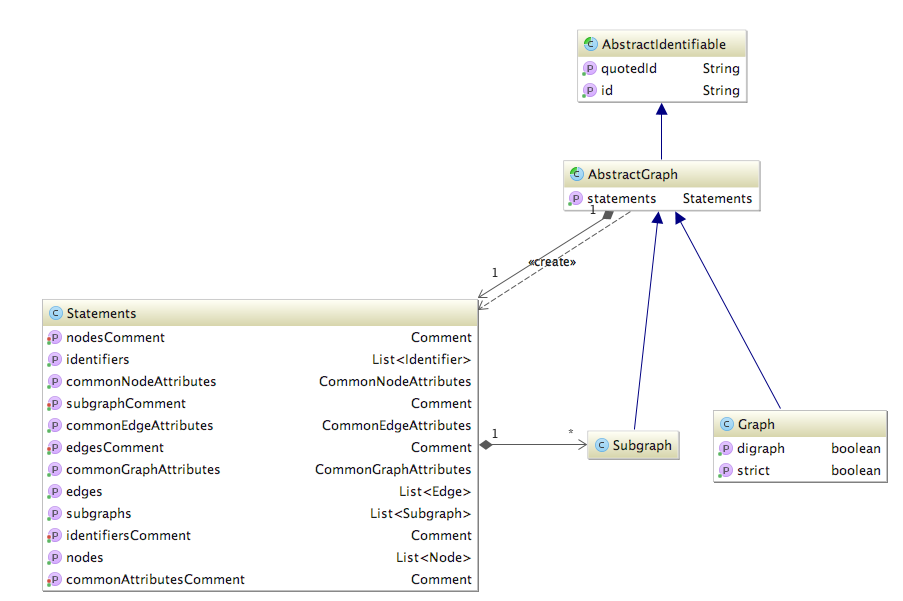 C AbstractIdentifiable
P quotedId String
P id String
C AbstractGraph
P statements Statements
1
«create»
1
C Statements
P nodesComment Comment
P identifiers List<Identifier>
P commonNodeAttributes CommonNodeAttributes
P subgraphComment Comment
P commonEdgeAttributes CommonEdgeAttributes
P edgesComment Comment
P commonGraphAttributes CommonGraphAttributes
P edges List<Edge>
P subgraphs List<Subgraph>
P identifiersComment Comment
P nodes List<Node>
P commonAttributesComment Comment
1 *
C Subgraph
C Graph
P digraph boolean
P strict boolean